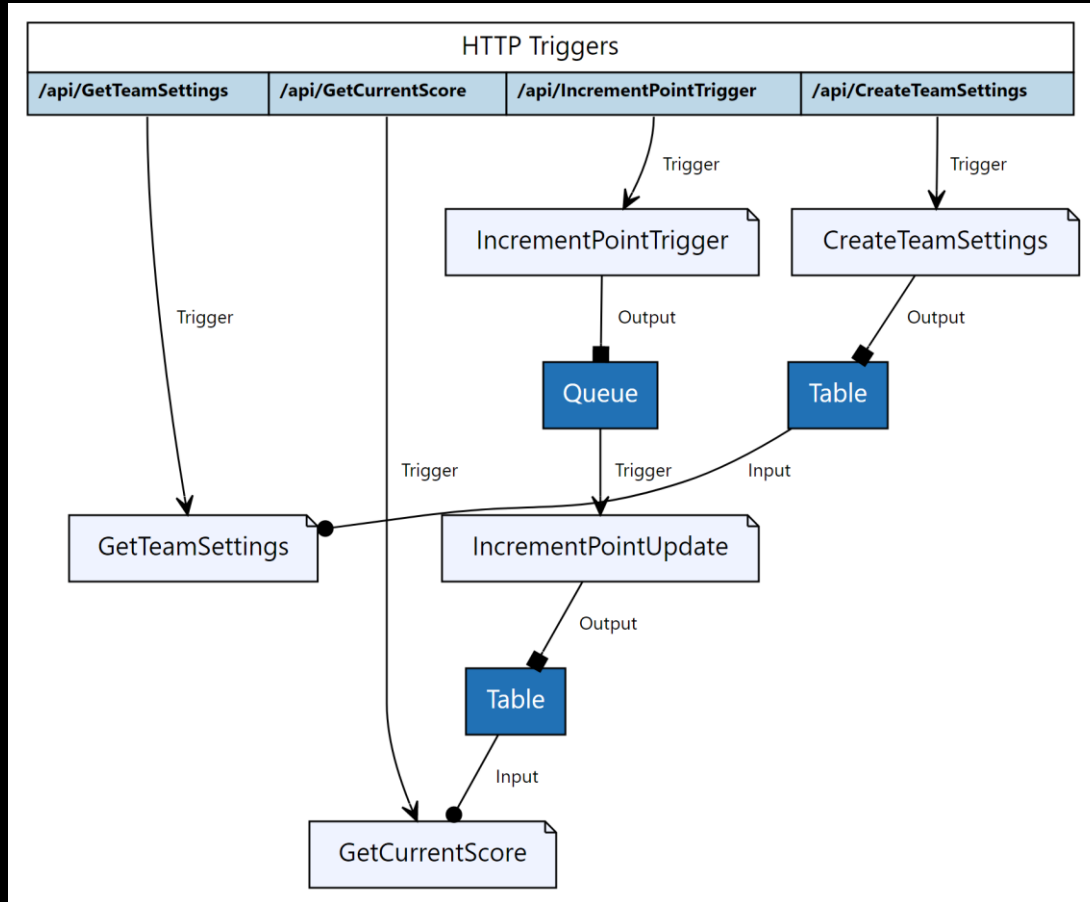 HTTP Triggers
/api/GetTeamSettings
/api/GetCurrentScore
/api/IncrementPointTrigger
/api/CreateTeamSettings
Trigger
Trigger
IncrementPointTrigger
CreateTeamSettings
Trigger
Output
Output
Queue
Table
Trigger
Trigger
Input
GetTeamSettings
IncrementPointUpdate
Output
Table
Input
GetCurrentScore